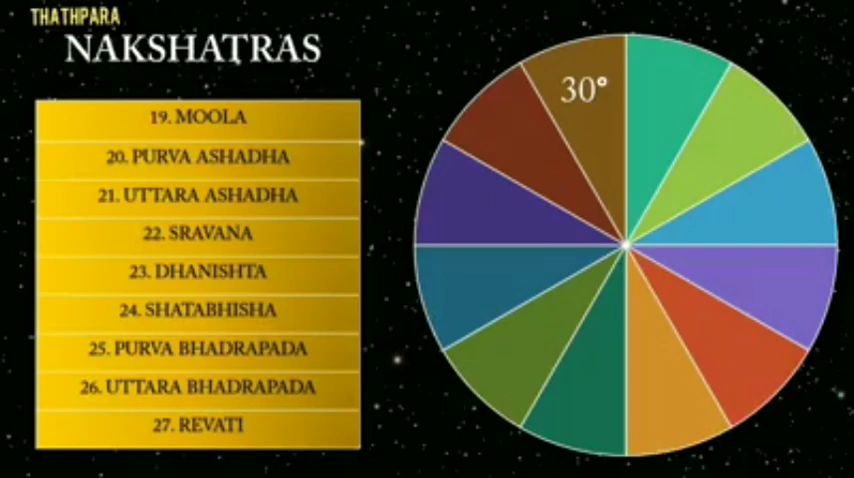 THATHPARA
NAKSHATRAS
19. MOOLA
20. PURVA ASHADHA
21. UTTARA ASHADHA
22. SRAVANA
23. DHANISHTA
24. SHATABHISHA
25. PURVA BHADRAPADA
26. UTTARA BHADRAPADA
27. REVATI
30°